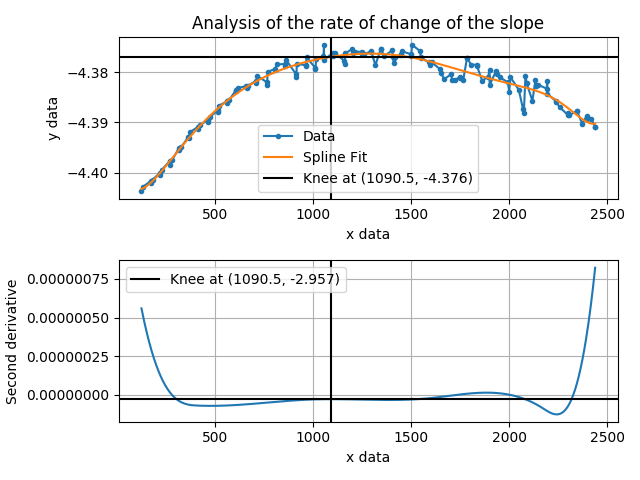 Analysis of the rate of change of the slope
y data
−4.38
−4.39
−4.40
Data
Spline Fit
Knee at (1090.5, -4.376)
500
1000
1500
2000
2500
x data
Second derivative
0.00000075
0.00000050
0.00000025
0.00000000
Knee at (1090.5, -2.957)
500
1000
1500
2000
2500
x data